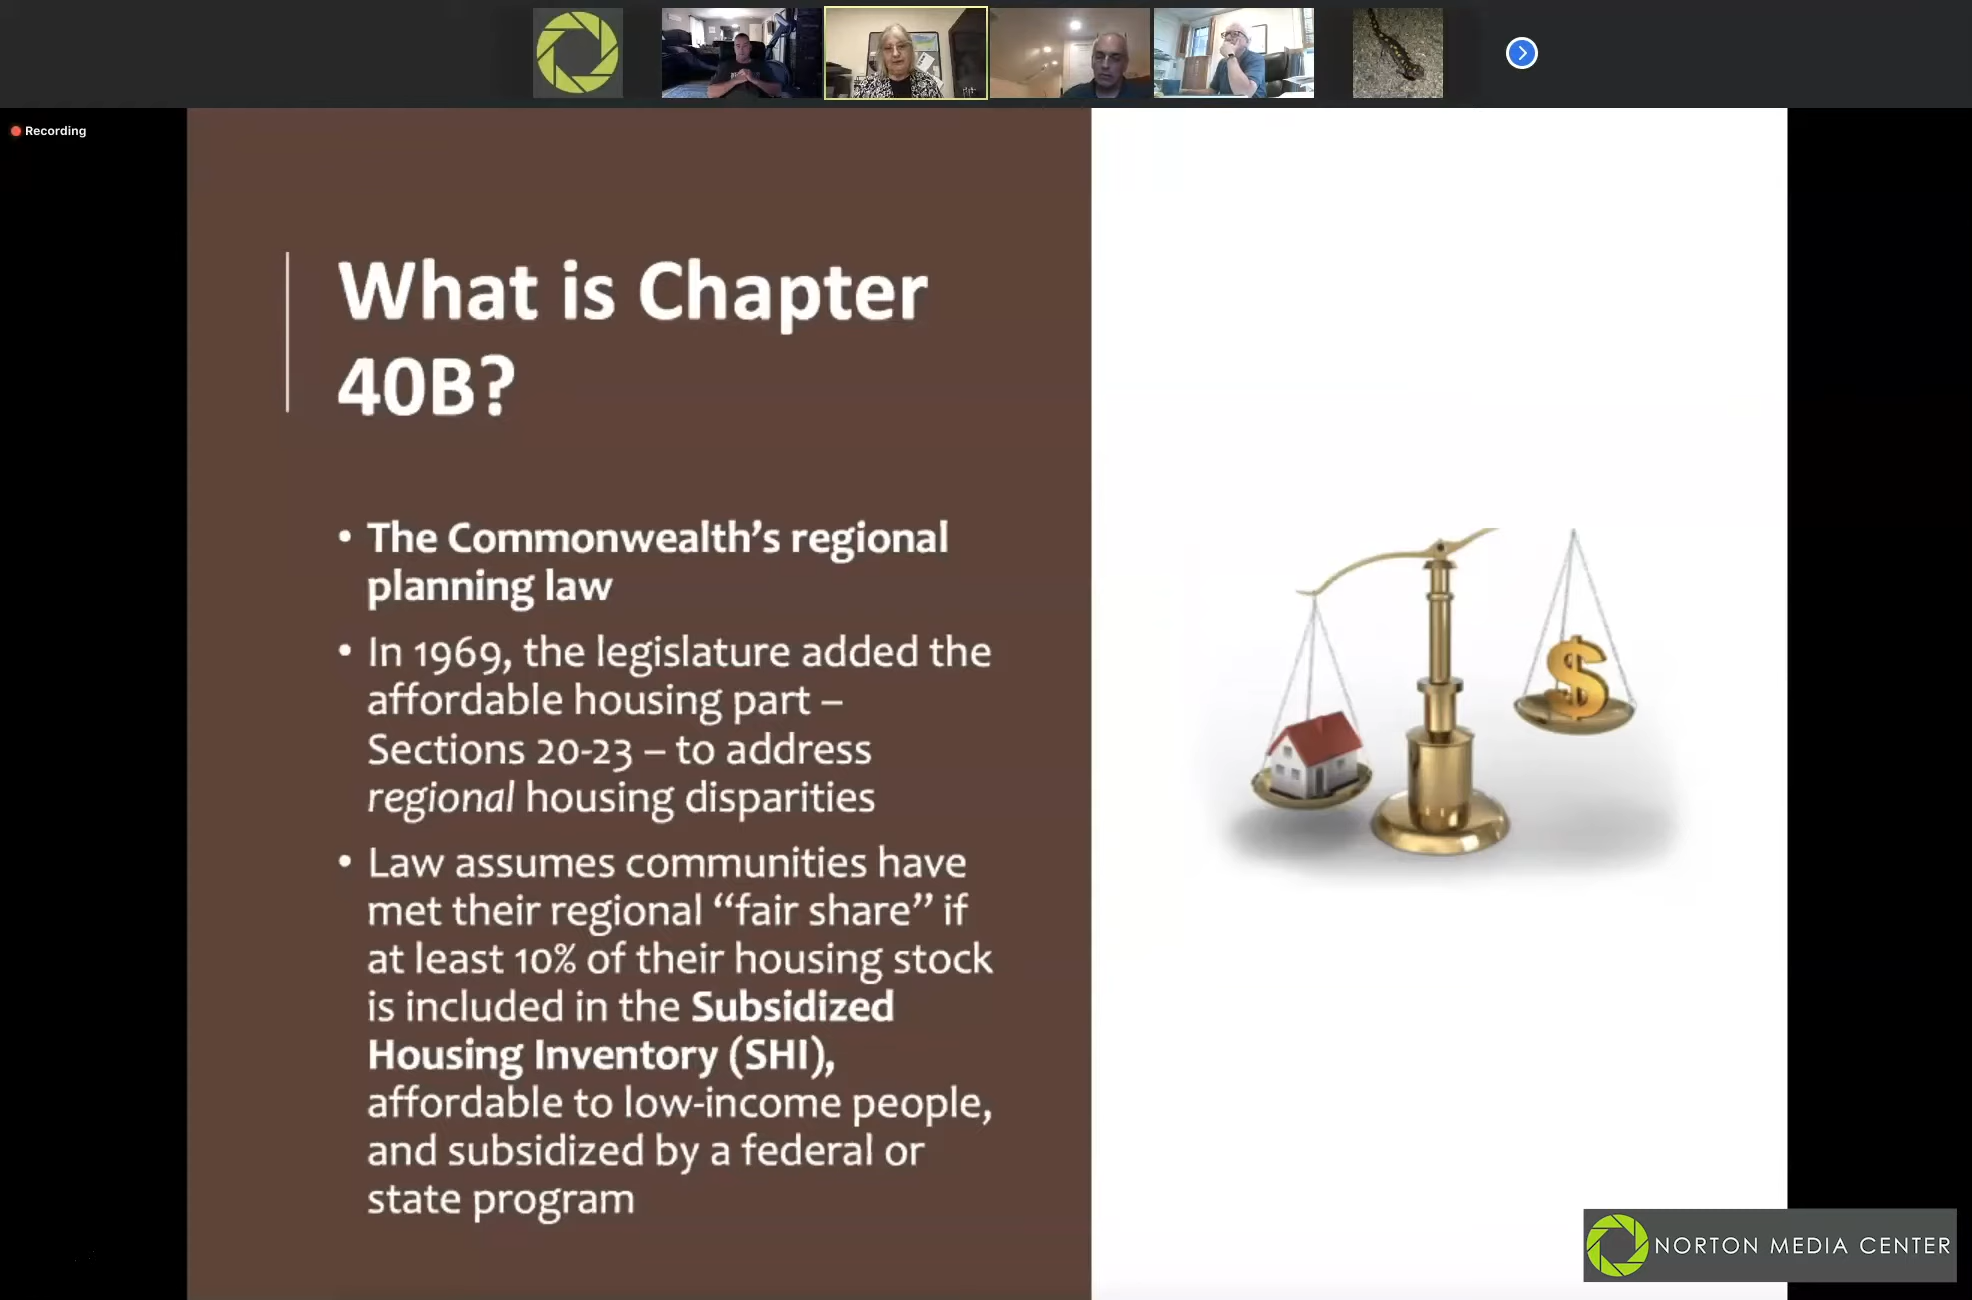 Recording
What is Chapter
40B?
• The Commonwealth’s regional
planning law
• In 1969, the legislature added the
affordable housing part –
Sections 20-23 – to address
regional housing disparities
• Law assumes communities have
met their regional “fair share” if
at least 10% of their housing stock
is included in the Subsidized
Housing Inventory (SHI),
affordable to low-income people,
and subsidized by a federal or
state program
$
NORTON MEDIA CENTER